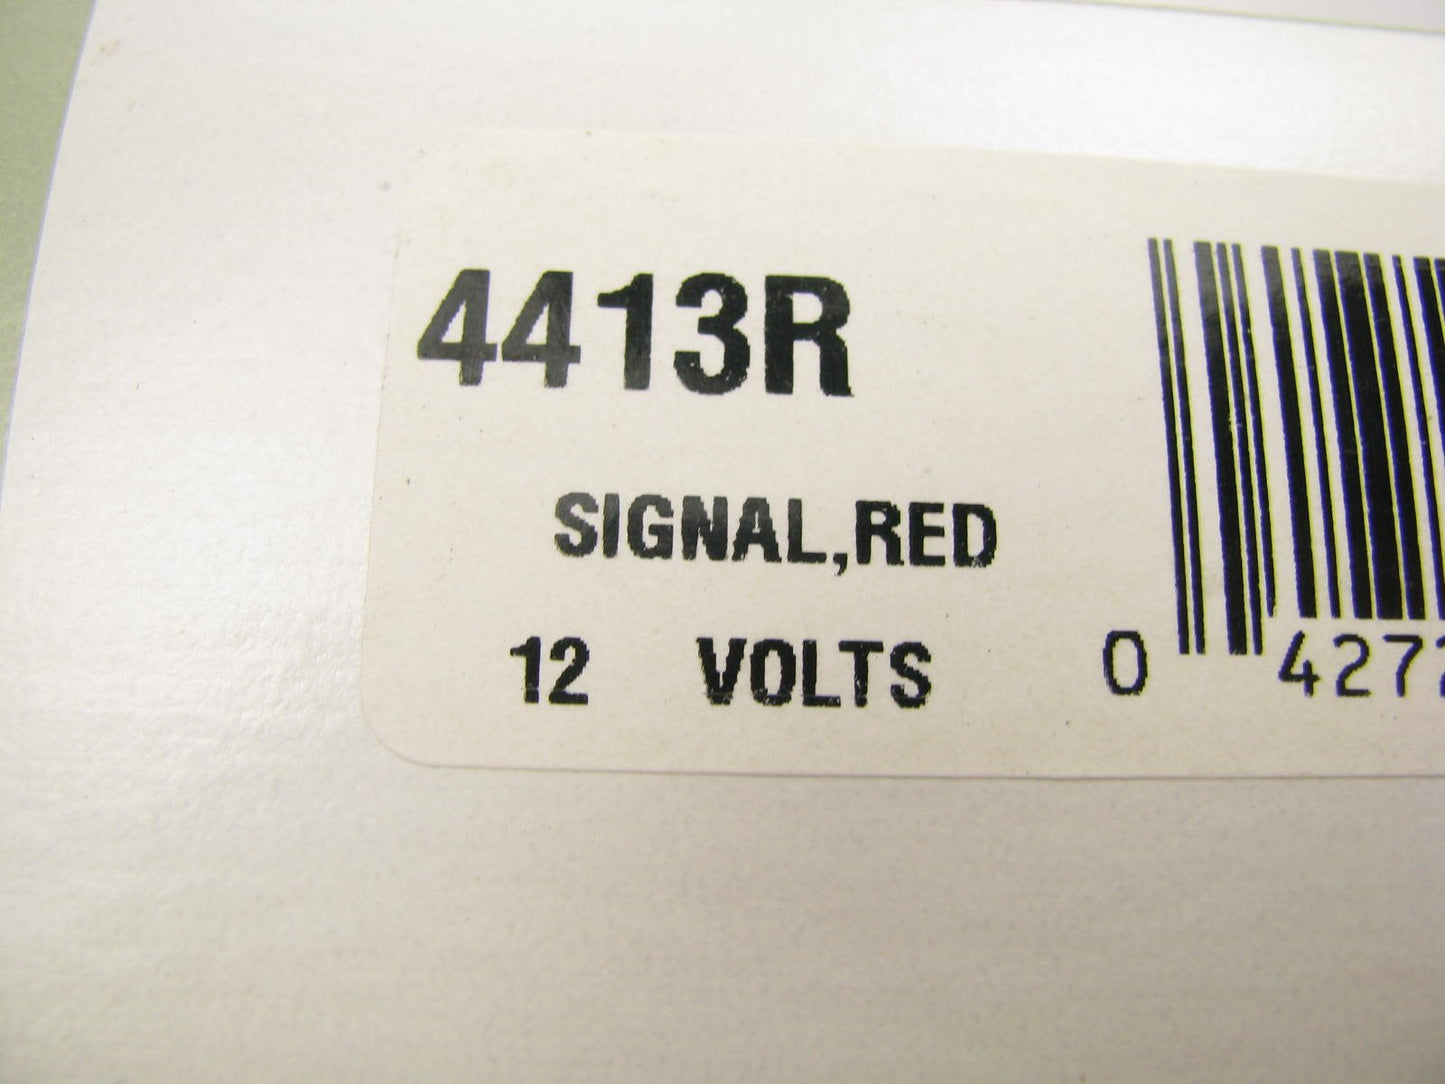 4413R
SIGNAL,RED
12 VOLTS
0 427